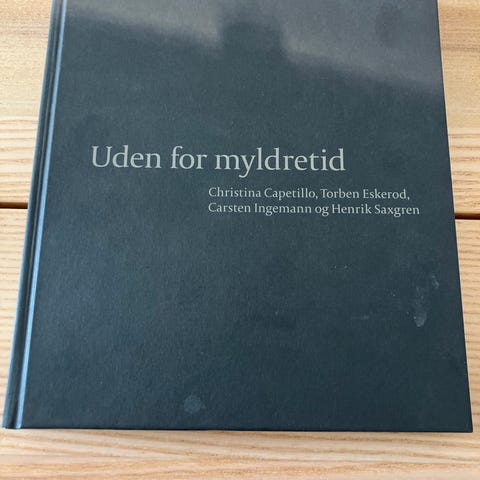 Uden for myldretid
Christina Capetillo, Torben Eskerod,
Carsten Ingemann og Henrik Saxgren